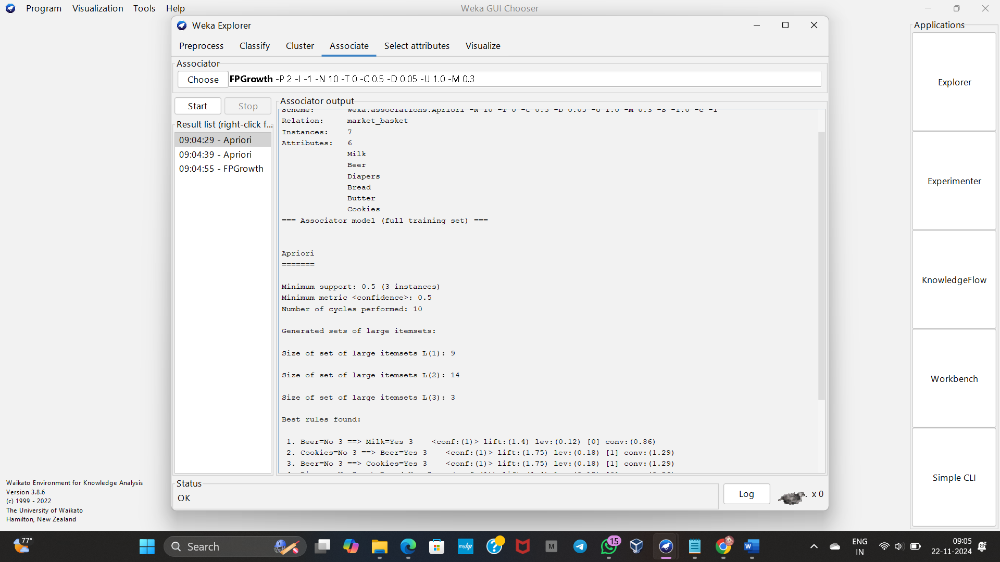 Program Visualization Tools Help
Weka GUI Chooser
Weka Explorer
Preprocess Classify Cluster Associate Select attributes Visualize
Associator
Choose FPGrowth -P 2 -I -1 -N 10 -T 0 -C 0.5 -D 0.05 -U 1.0 -M 0.3
Start Stop
Result list (right-click f...
09:04:29 - Apriori
09:04:39 - Apriori
09:04:55 - FPGrowth
Associator output
Scheme: weka.associations.Apriori -N 10 -T 0 -C 0.5 -D 0.05 -U 1.0 -M 0.3 -S -1.0 -c -1
Relation: market_basket
Instances: 7
Attributes: 6
Milk
Beer
Diapers
Bread
Butter
Cookies
=== Associator model (full training set) ===
Apriori
=======
Minimum support: 0.5 (3 instances)
Minimum metric <confidence>: 0.5
Number of cycles performed: 10
Generated sets of large itemsets:
Size of set of large itemsets L(1): 9
Size of set of large itemsets L(2): 14
Size of set of large itemsets L(3): 3
Best rules found:
1. Beer=No 3 ==> Milk=Yes 3 <conf:(1)> lift:(1.4) lev:(0.12) [0] conv:(0.86)
2. Cookies=No 3 ==> Beer=Yes 3 <conf:(1)> lift:(1.75) lev:(0.18) [1] conv:(1.29)
3. Beer=No 3 ==> Cookies=Yes 3 <conf:(1)> lift:(1.75) lev:(0.18) [1] conv:(1.29)
Status
OK
Log
x 0
Applications
Explorer
Experimenter
KnowledgeFlow
Workbench
Simple CLI
Waikato Environment for Knowledge Analysis
Version 3.8.6
(c) 1999 - 2022
The University of Waikato
Hamilton, New Zealand
77°
Search
myhp
M
15
W
ENG
IN
09:05
22-11-2024